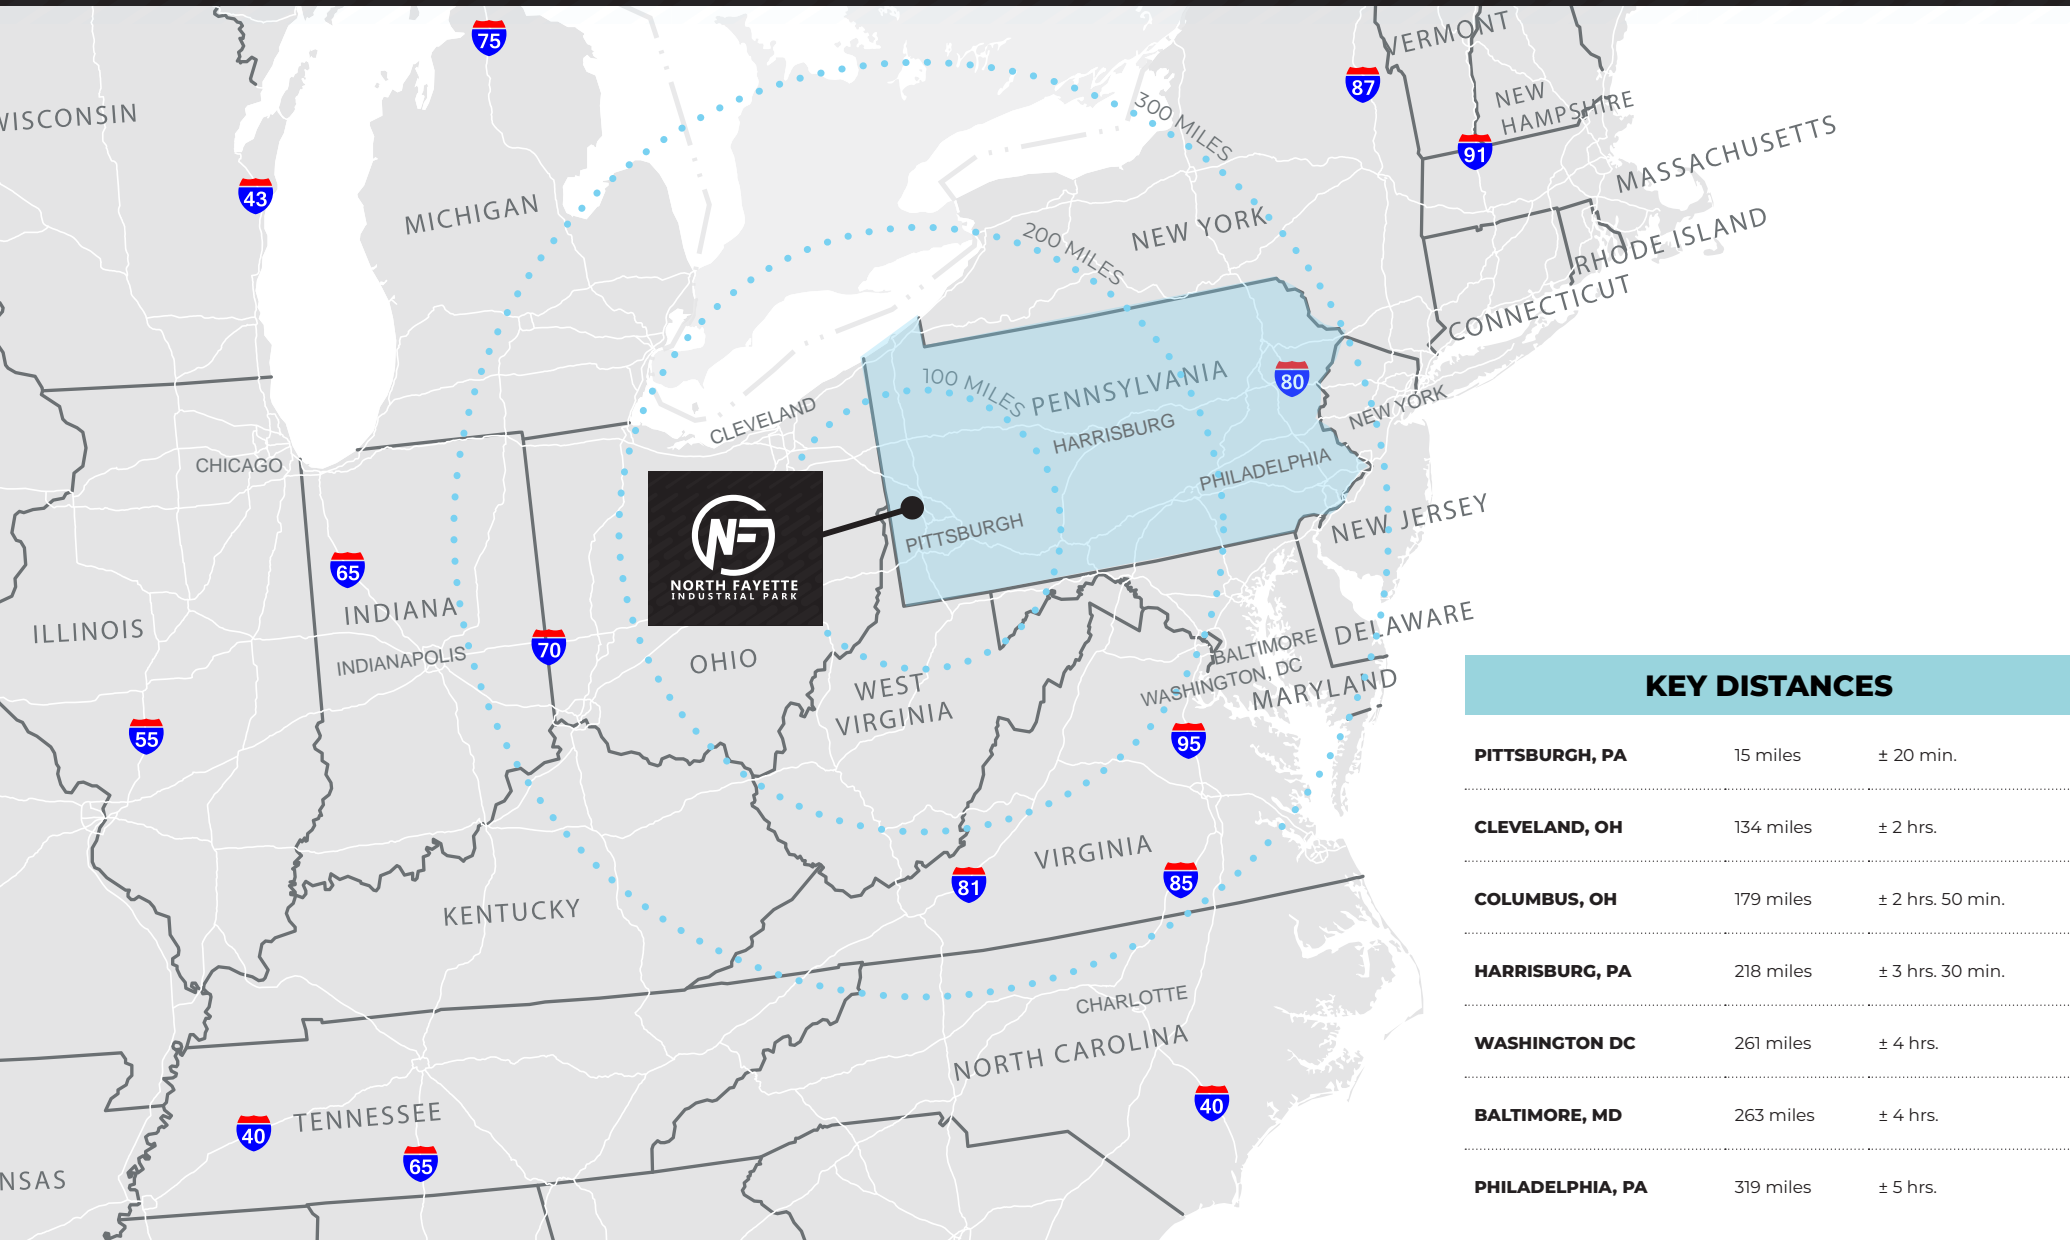 75
VERMONT
87
WISCONSIN
NEW
HAMPSHIRE
300 MILES
91
MASSACHUSETTS
43
MICHIGAN
NEW YORK
200 MILES
RHODE ISLAND
CONNECTICUT
100 MILES
PENNSYLVANIA
80
NEW YORK
CLEVELAND
HARRISBURG
CHICAGO
PHILADELPHIA
NEW JERSEY
PITTSBURGH
NF
NORTH FAYETTE
INDUSTRIAL PARK
65
INDIANA
ILLINOIS
70
INDIANAPOLIS
OHIO
BALTIMORE
DELAWARE
WASHINGTON, DC
MARYLAND
WEST
VIRGINIA
55
95
VIRGINIA
81
85
KENTUCKY
CHARLOTTE
NORTH CAROLINA
40
TENNESSEE
40
65
NSAS
KEY DISTANCES
PITTSBURGH, PA 15 miles ± 20 min.
CLEVELAND, OH 134 miles ± 2 hrs.
COLUMBUS, OH 179 miles ± 2 hrs. 50 min.
HARRISBURG, PA 218 miles ± 3 hrs. 30 min.
WASHINGTON DC 261 miles ± 4 hrs.
BALTIMORE, MD 263 miles ± 4 hrs.
PHILADELPHIA, PA 319 miles ± 5 hrs.